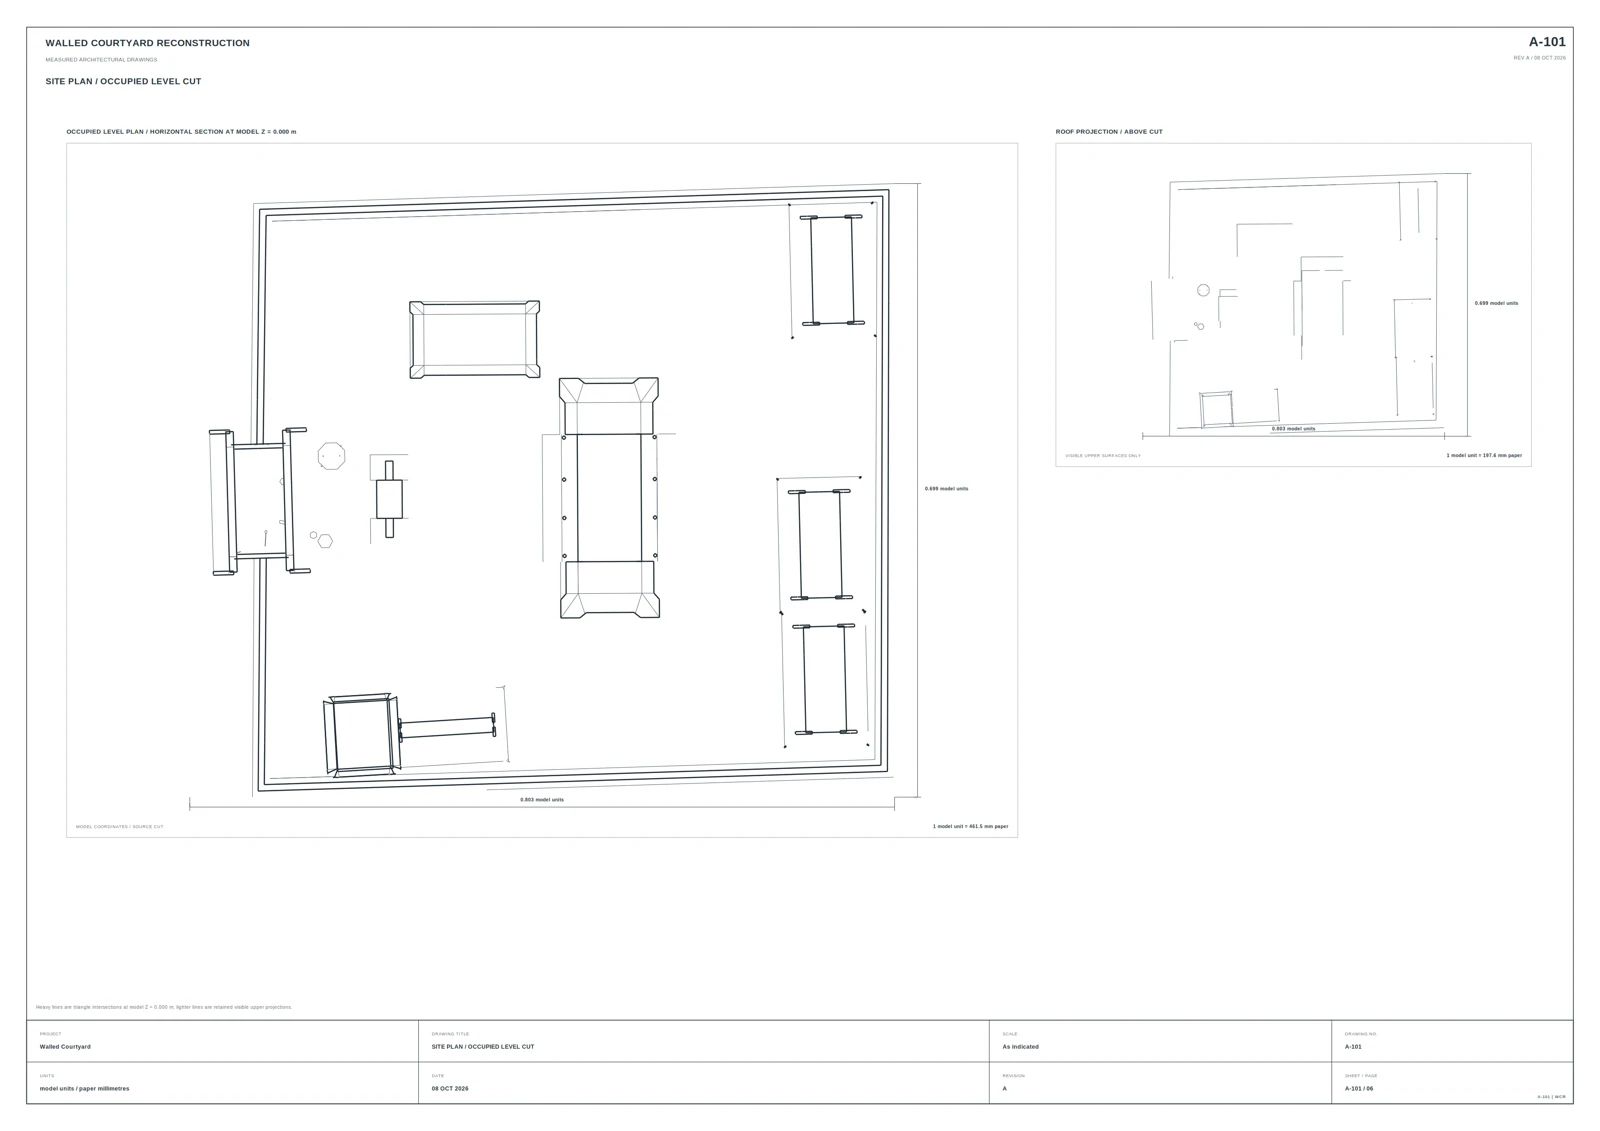 WALLED COURTYARD RECONSTRUCTION
MEASURED ARCHITECTURAL DRAWINGS
SITE PLAN / OCCUPIED LEVEL CUT
A-101
REV A / 08 OCT 2026
OCCUPIED LEVEL PLAN / HORIZONTAL SECTION AT MODEL Z = 0.000 m
0.699 model units
0.803 model units
MODEL COORDINATES / SOURCE CUT
1 model unit = 461.5 mm paper
ROOF PROJECTION / ABOVE CUT
0.699 model units
0.803 model units
VISIBLE UPPER SURFACES ONLY
1 model unit = 197.6 mm paper
Heavy lines are triangle intersections at model Z = 0.000 m; lighter lines are retained visible upper projections.
PROJECT
Walled Courtyard
DRAWING TITLE
SITE PLAN / OCCUPIED LEVEL CUT
SCALE
As indicated
DRAWING NO.
A-101
UNITS
model units / paper millimetres
DATE
08 OCT 2026
REVISION
A
SHEET / PAGE
A-101 / 06
A-101 | WCR